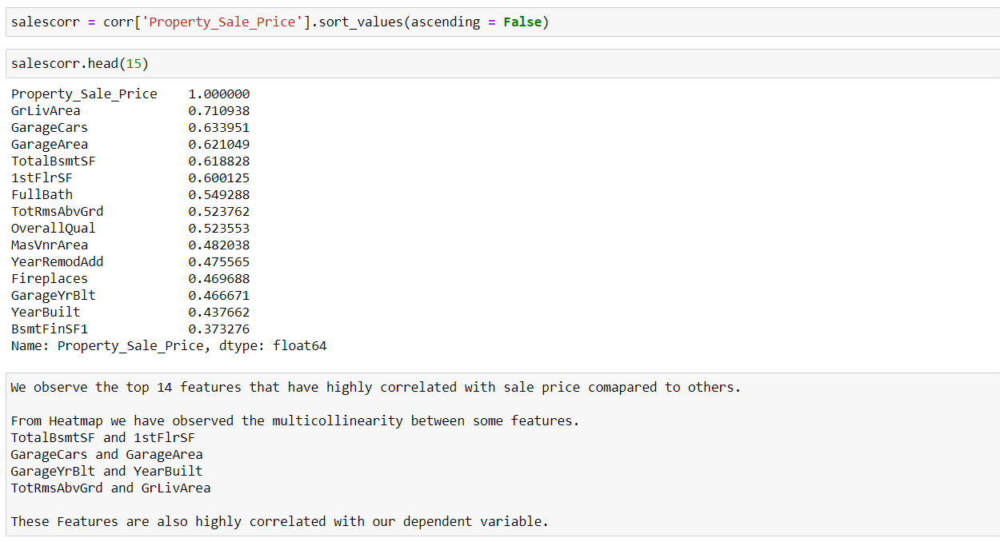 salescorr = corr['Property_Sale_Price'].sort_values(ascending = False)
salescorr.head(15)
Property_Sale_Price    1.000000
GrLivArea              0.710938
GarageCars             0.633951
GarageArea             0.621049
TotalBsmtSF            0.618828
1stFlrSF               0.600125
FullBath               0.549288
TotRmsAbvGrd           0.523762
OverallQual            0.523553
MasVnrArea             0.482038
YearRemodAdd           0.475565
Fireplaces             0.469688
GarageYrBlt            0.466671
YearBuilt              0.437662
BsmtFinSF1             0.373276
Name: Property_Sale_Price, dtype: float64
We observe the top 14 features that have highly correlated with sale price comapared to others.
From Heatmap we have observed the multicollinearity between some features.
TotalBsmtSF and 1stFlrSF
GarageCars and GarageArea
GarageYrBlt and YearBuilt
TotRmsAbvGrd and GrLivArea
These Features are also highly correlated with our dependent variable.